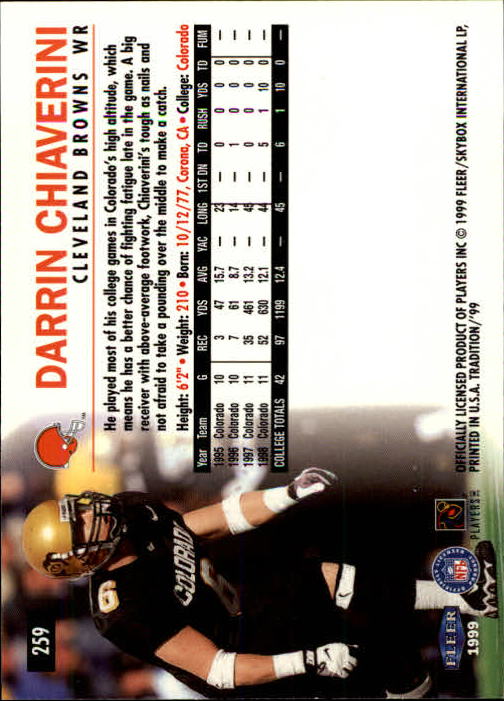 259
DARRIN CHIAVERINI
CLEVELAND BROWNS WR
He played most of his college games in Colorado's high altitude, which
means he has a better chance of fighting fatigue late in the game. A big
receiver with above-average footwork, Chiaverini's tough as nails and
not afraid to take a pounding over the middle to make a catch.
Height: 6'2" • Weight: 210 • Born: 10/12/77, Corona, CA • College: Colorado
Year Team G REC YDS AVG YAC LONG 1ST DN TD RUSH YDS TD FUM
1995 Colorado 10 3 47 15.7 — 23 — 0 0 0 0 —
1996 Colorado 10 7 61 8.7 — 14 — 1 0 0 0 —
1997 Colorado 11 35 461 13.2 — 45 — 0 0 0 0 —
1998 Colorado 11 52 630 12.1 — 44 — 5 1 10 0 —
COLLEGE TOTALS 42 97 1199 12.4 — 45 — 6 1 10 0 —
COLORADO
6
6
FLEER
1999
NFL
PLAYERS INC
OFFICIALLY LICENSED PRODUCT OF PLAYERS INC © 1999 FLEER/SKYBOX INTERNATIONAL LP,
PRINTED IN U.S.A. TRADITION/'99